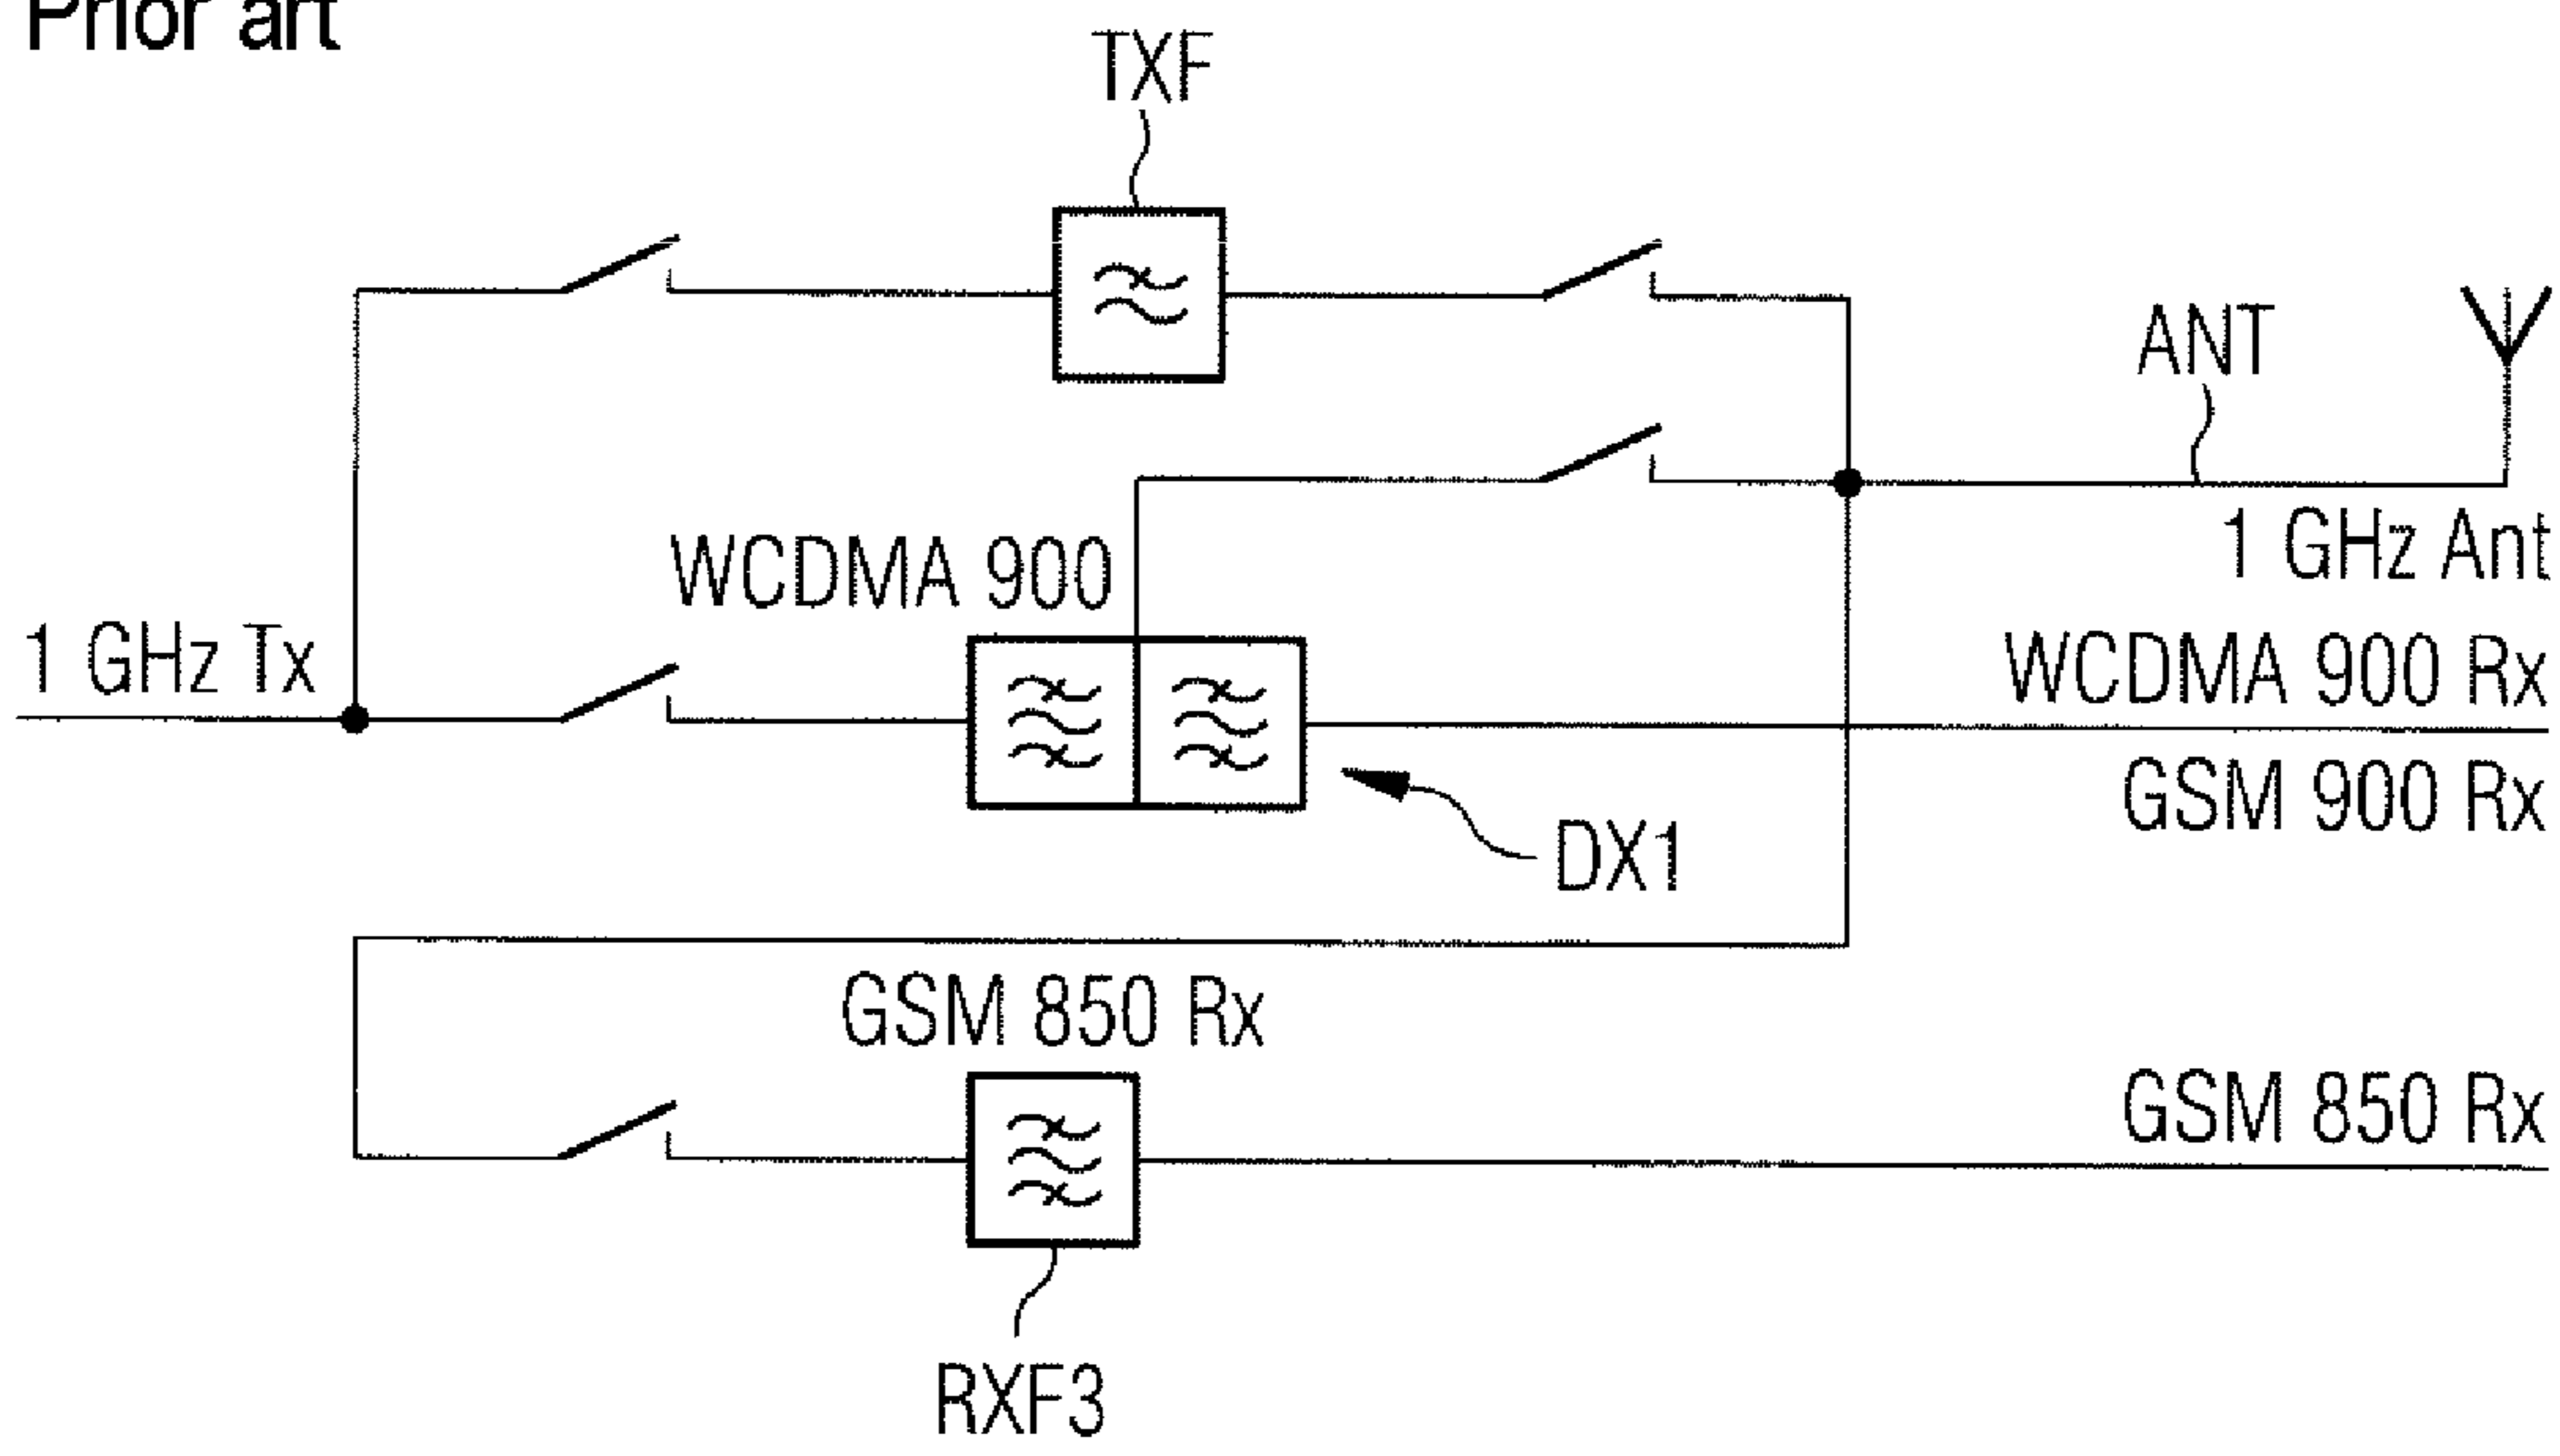 Prior art
TXF
ANT
1 GHz Ant
WCDMA 900
1 GHz Tx
WCDMA 900 Rx
GSM 900 Rx
DX1
GSM 850 Rx
GSM 850 Rx
RXF3